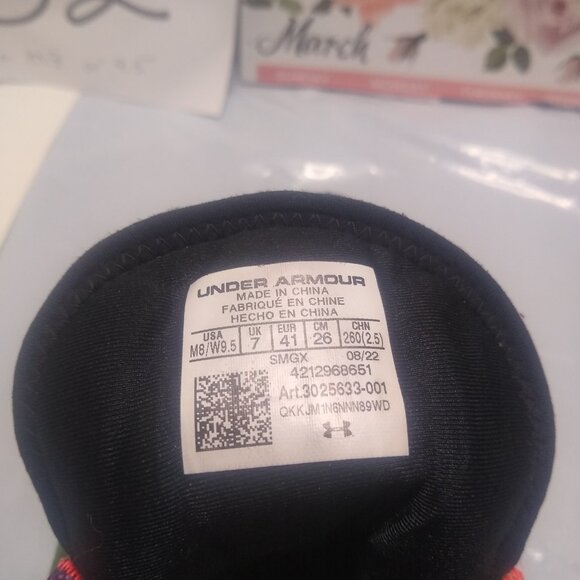 March
UNDER ARMOUR
MADE IN CHINA
FABRIQUÉ EN CHINE
HECHO EN CHINA
USA UK EUR CM CHN
M8/W9.5 7 41 26 260(2.5)
SMGX 08/22
4212968651
Art.3025633-001
QKKJM1N6NNN89WD